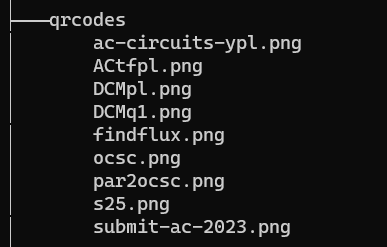 qrcodes
ac-circuits-ypl.png
ACtfpl.png
DCMpl.png
DCMq1.png
findflux.png
ocsc.png
par2ocsc.png
s25.png
submit-ac-2023.png